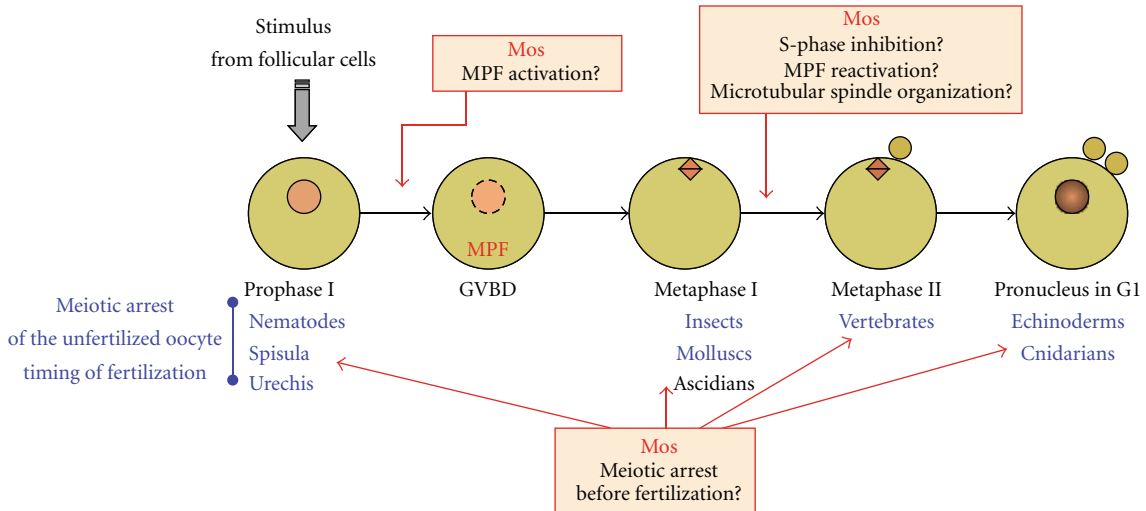 Stimulus
from follicular cells
Mos
MPF activation?
Mos
S-phase inhibition?
MPF reactivation?
Microtubular spindle organization?
MPF
Prophase I
GVBD
Metaphase I
Metaphase II
Pronucleus in G1
Meiotic arrest
of the unfertilized oocyte
timing of fertilization
Nematodes
Spisula
Urechis
Insects
Molluscs
Ascidians
Vertebrates
Echinoderms
Cnidarians
Mos
Meiotic arrest
before fertilization?